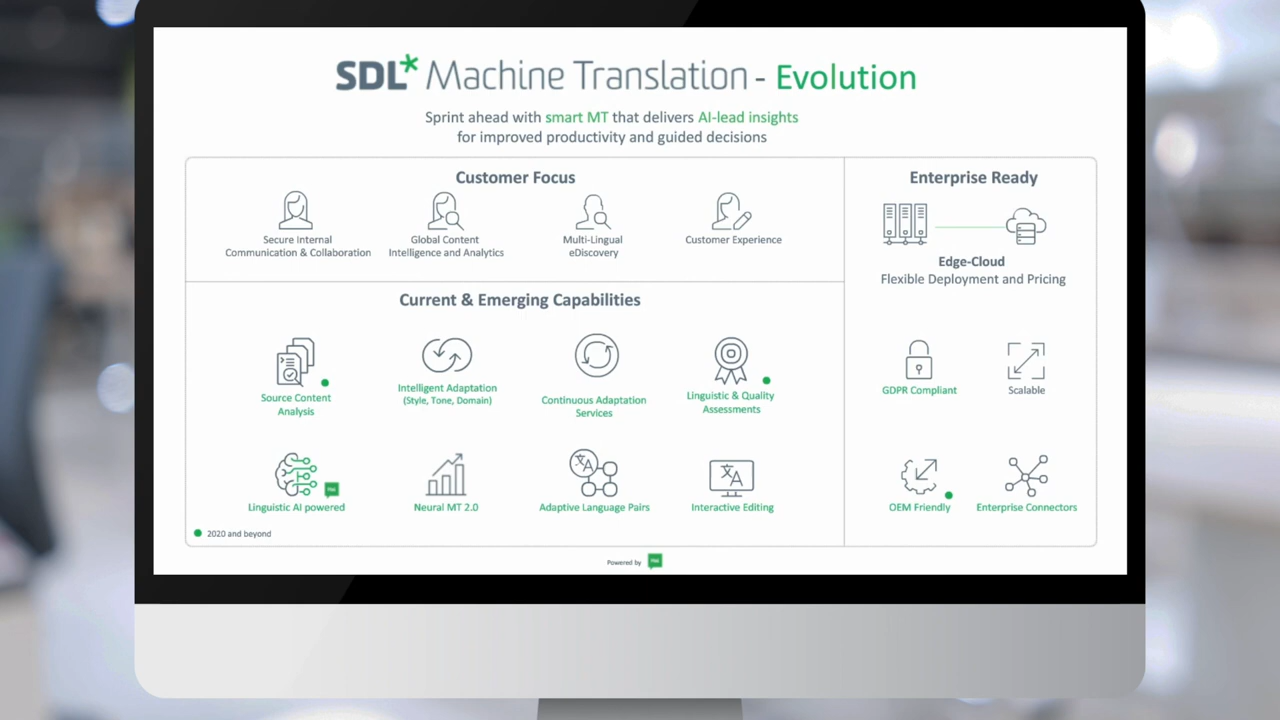 SDL* Machine Translation - Evolution
Sprint ahead with smart MT that delivers AI-lead insights
for improved productivity and guided decisions
Customer Focus
Secure Internal
Communication & Collaboration
Global Content
Intelligence and Analytics
Multi-Lingual
eDiscovery
Customer Experience
Enterprise Ready
Edge-Cloud
Flexible Deployment and Pricing
Current & Emerging Capabilities
Source Content
Analysis
Intelligent Adaptation
(Style, Tone, Domain)
Continuous Adaptation
Services
Linguistic & Quality
Assessments
GDPR Compliant
Scalable
Linguistic AI powered
Neural MT 2.0
文A
Adaptive Language Pairs
文A
Interactive Editing
OEM Friendly
Enterprise Connectors
2020 and beyond
Powered by